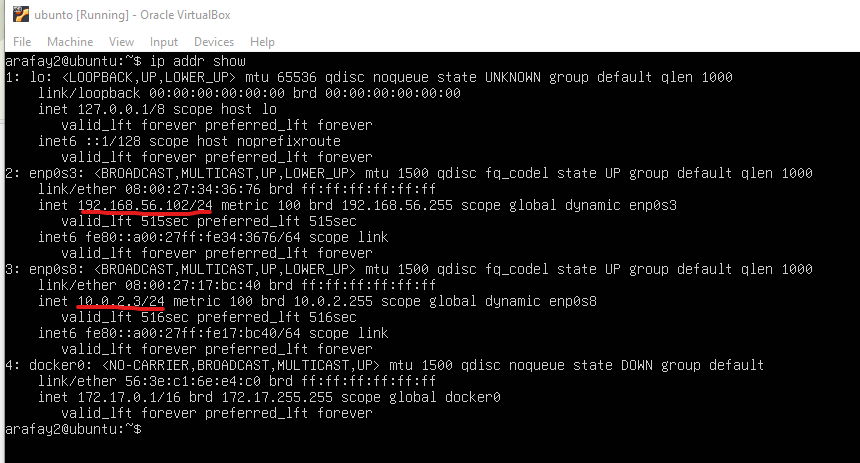 ubunto [Running] - Oracle VirtualBox
File Machine View Input Devices Help
arafay2@ubuntu:~$ ip addr show
1: lo: <LOOPBACK,UP,LOWER_UP> mtu 65536 qdisc noqueue state UNKNOWN group default qlen 1000
    link/loopback 00:00:00:00:00:00 brd 00:00:00:00:00:00
    inet 127.0.0.1/8 scope host lo
       valid_lft forever preferred_lft forever
    inet6 ::1/128 scope host noprefixroute
       valid_lft forever preferred_lft forever
2: enp0s3: <BROADCAST,MULTICAST,UP,LOWER_UP> mtu 1500 qdisc fq_codel state UP group default qlen 1000
    link/ether 08:00:27:34:36:76 brd ff:ff:ff:ff:ff:ff
    inet 192.168.56.102/24 metric 100 brd 192.168.56.255 scope global dynamic enp0s3
       valid_lft 515sec preferred_lft 515sec
    inet6 fe80::a00:27ff:fe34:3676/64 scope link
       valid_lft forever preferred_lft forever
3: enp0s8: <BROADCAST,MULTICAST,UP,LOWER_UP> mtu 1500 qdisc fq_codel state UP group default qlen 1000
    link/ether 08:00:27:17:bc:40 brd ff:ff:ff:ff:ff:ff
    inet 10.0.2.3/24 metric 100 brd 10.0.2.255 scope global dynamic enp0s8
       valid_lft 516sec preferred_lft 516sec
    inet6 fe80::a00:27ff:fe17:bc40/64 scope link
       valid_lft forever preferred_lft forever
4: docker0: <NO-CARRIER,BROADCAST,MULTICAST,UP> mtu 1500 qdisc noqueue state DOWN group default
    link/ether 56:3e:c1:6e:e4:c0 brd ff:ff:ff:ff:ff:ff
    inet 172.17.0.1/16 brd 172.17.255.255 scope global docker0
       valid_lft forever preferred_lft forever
arafay2@ubuntu:~$